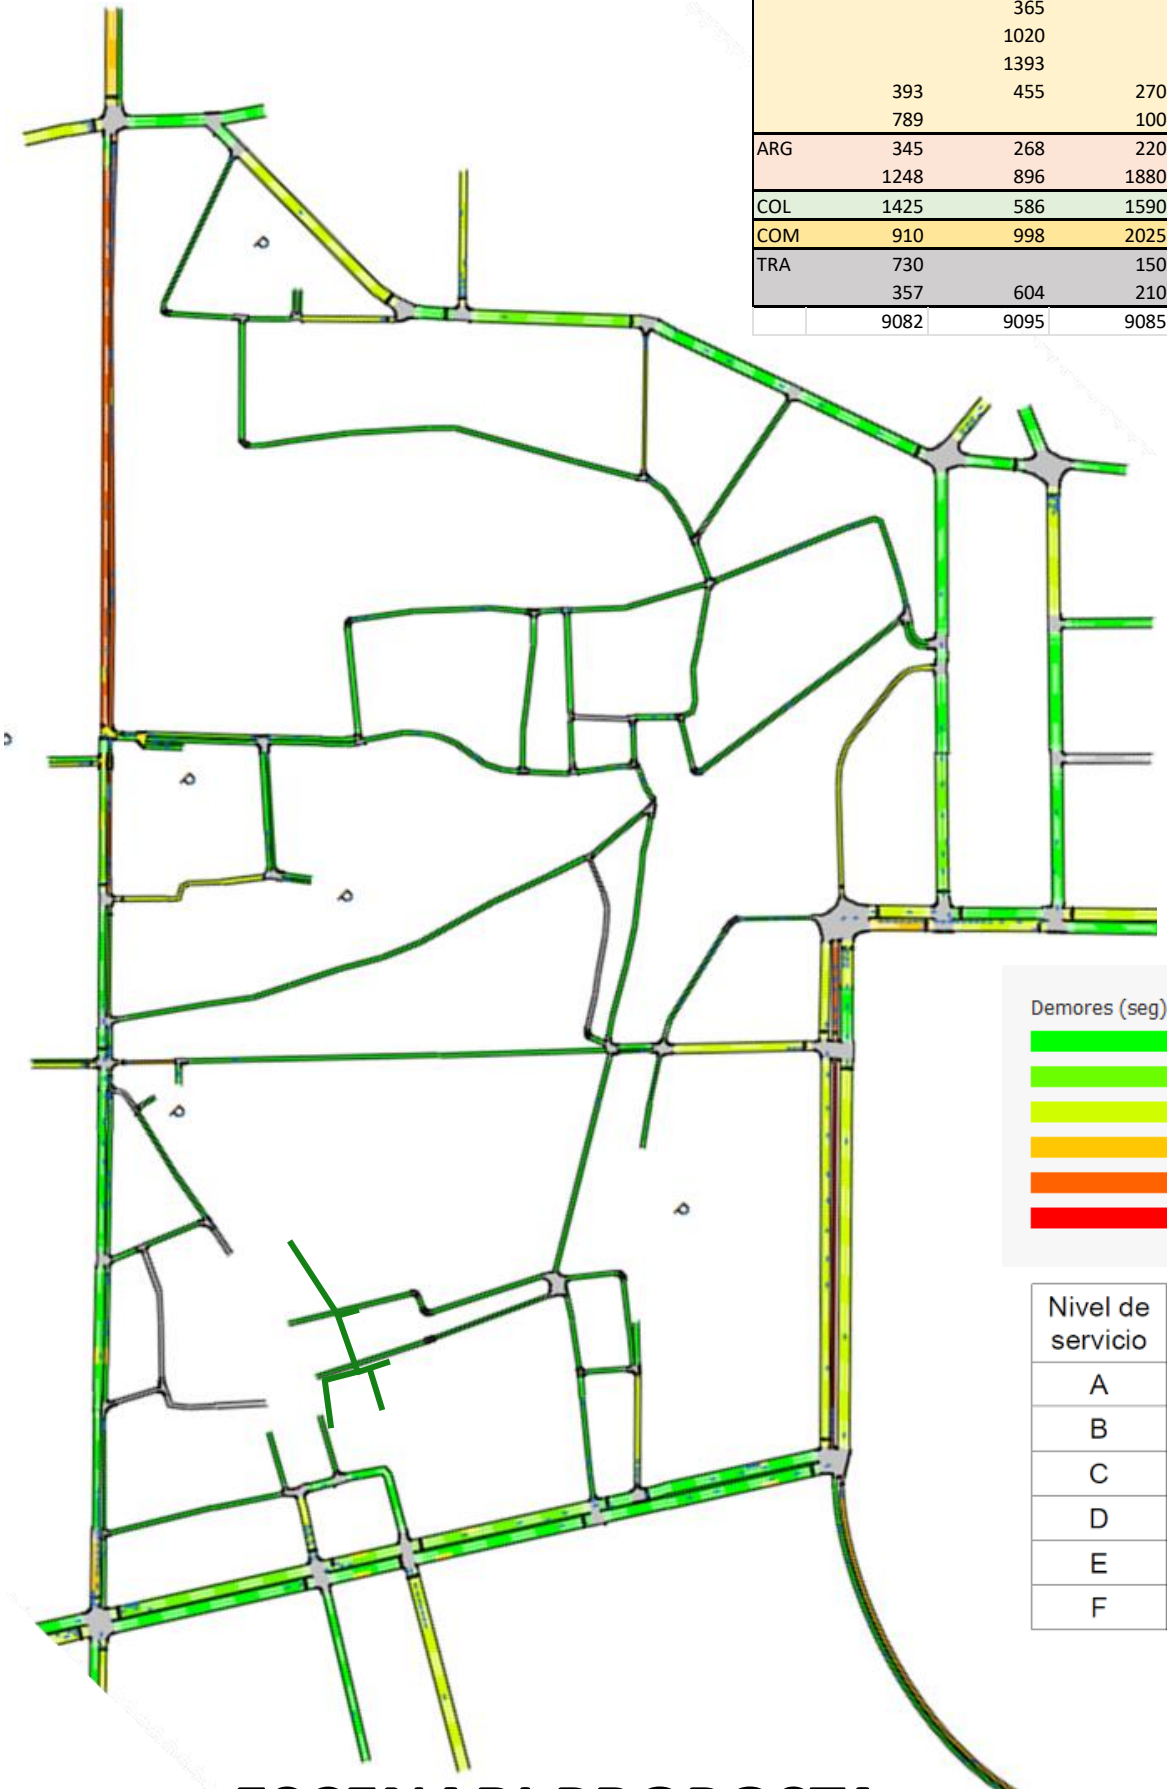 365
1020
1393
393 455 270
789 100
ARG 345 268 220
1248 896 1880
COL 1425 586 1590
COM 910 998 2025
TRA 730 150
357 604 210
9082 9095 9085
P
P
P
P
P
Demores (seg)
Nivel de
servicio
A
B
C
D
E
F